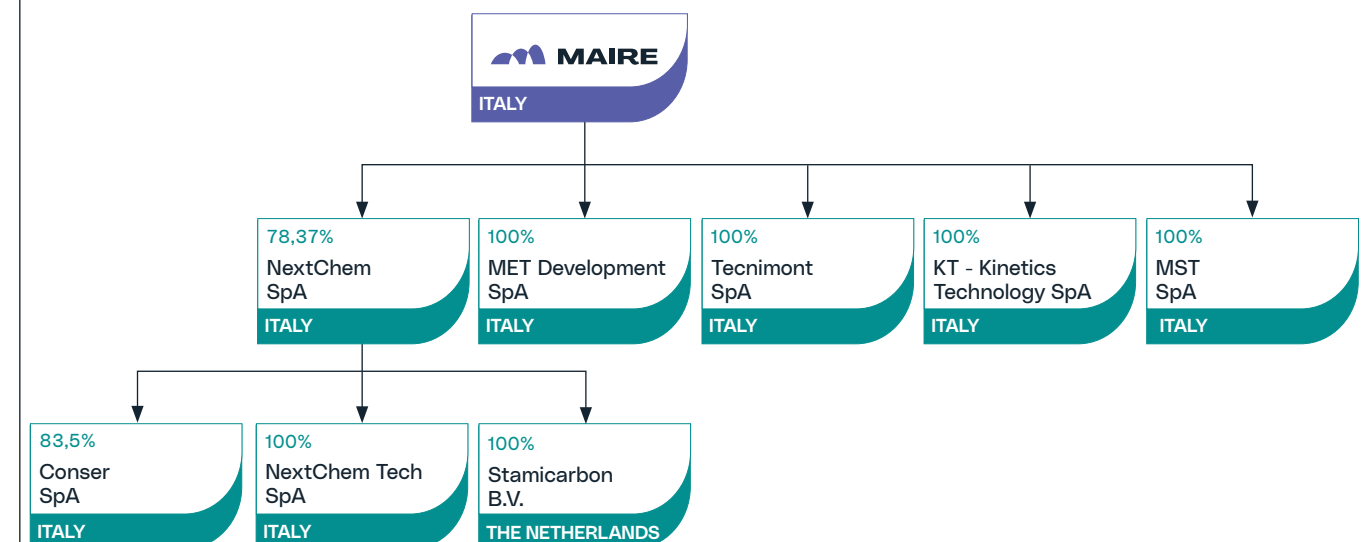 MAIRE
ITALY
78,37%
NextChem
SpA
ITALY
100%
MET Development
SpA
ITALY
100%
Tecnimont
SpA
ITALY
100%
KT - Kinetics
Technology SpA
ITALY
100%
MST
SpA
ITALY
83,5%
Conser
SpA
ITALY
100%
NextChem Tech
SpA
ITALY
100%
Stamicarbon
B.V.
THE NETHERLANDS